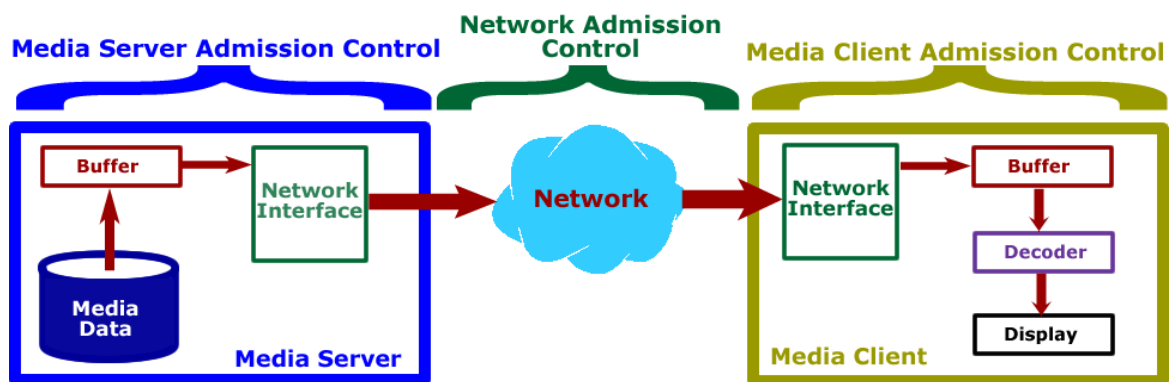 Media Server Admission Control
Network Admission
Control
Media Client Admission Control
Buffer
Network
Interface
Media
Data
Media Server
Network
Network
Interface
Buffer
Decoder
Display
Media Client